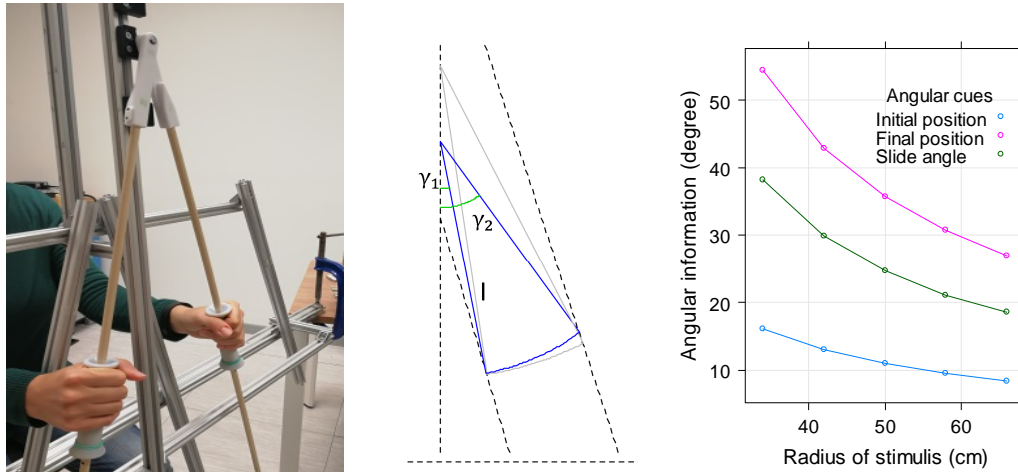 γ₁
γ₂
l
Angular information (degree)
50
40
30
20
10
Angular cues
Initial position
Final position
Slide angle
40
50
60
Radius of stimulis (cm)